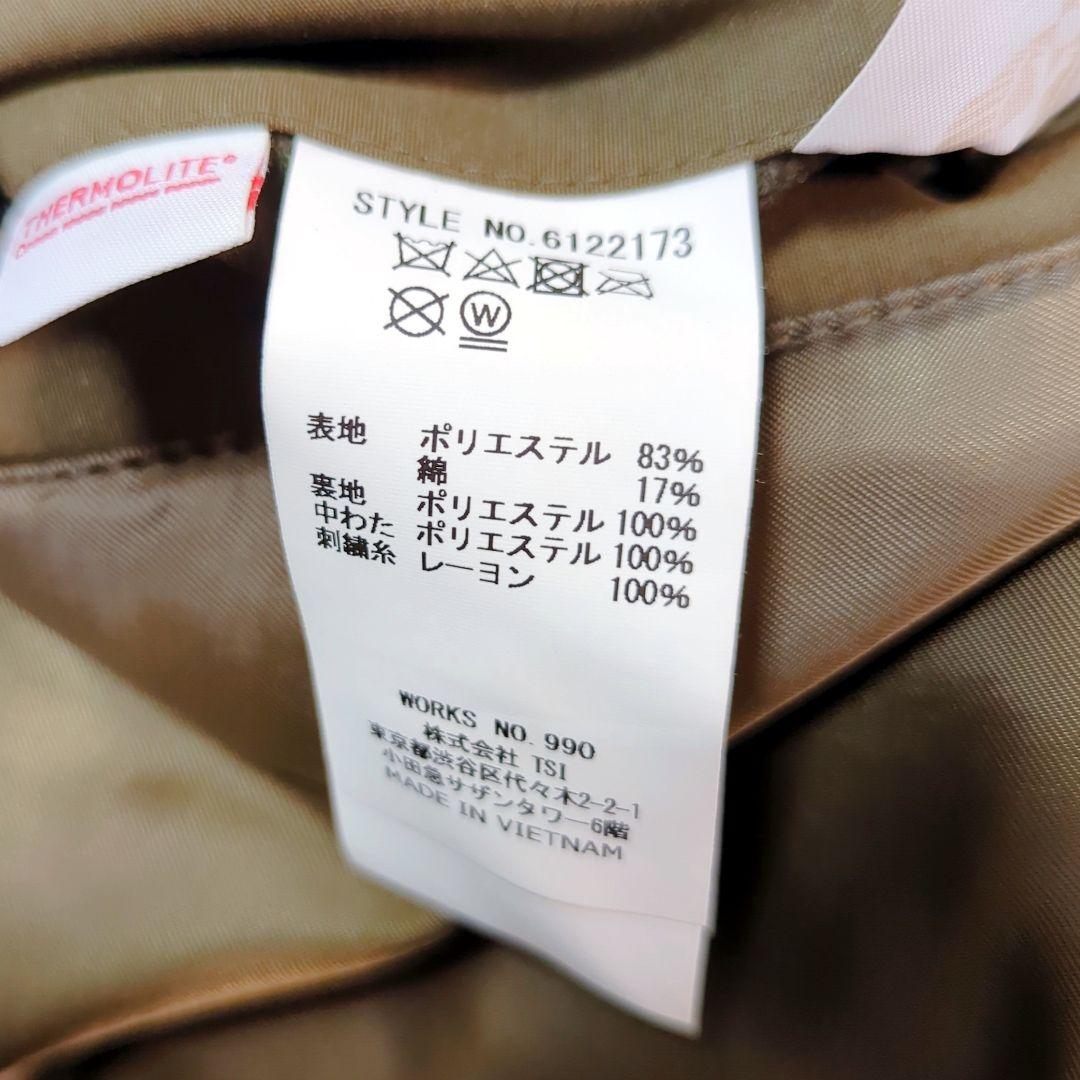 THERMOLITE®
STYLE NO.6122173
W
表地 ポリエステル 83%
綿 17%
裏地 ポリエステル 100%
中わた ポリエステル 100%
刺繍糸 レーヨン 100%
WORKS NO.990
株式会社 TSI
東京都渋谷区代々木2-2-1
小田急サザンタワー6階
MADE IN VIETNAM